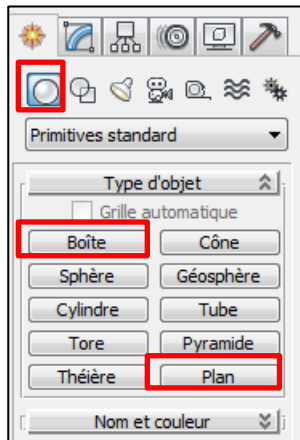 Primitives standard
Type d'objet
Grille automatique
Boîte Cône
Sphère Géosphère
Cylindre Tube
Tore Pyramide
Théière Plan
Nom et couleur